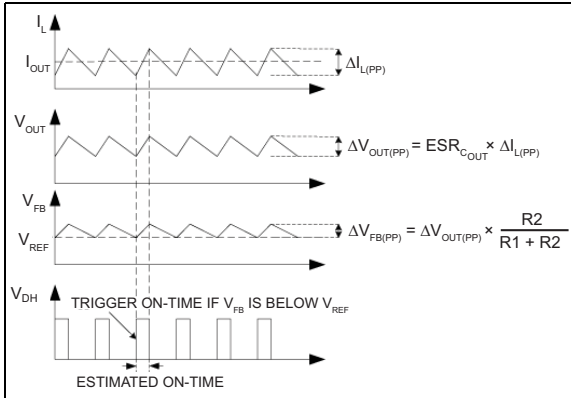 I_L
I_OUT
ΔI_L(PP)
V_OUT
ΔV_OUT(PP) = ESR_C_OUT × ΔI_L(PP)
V_FB
V_REF
ΔV_FB(PP) = ΔV_OUT(PP) × R2 / R1 + R2
V_DH
TRIGGER ON-TIME IF V_FB IS BELOW V_REF
ESTIMATED ON-TIME